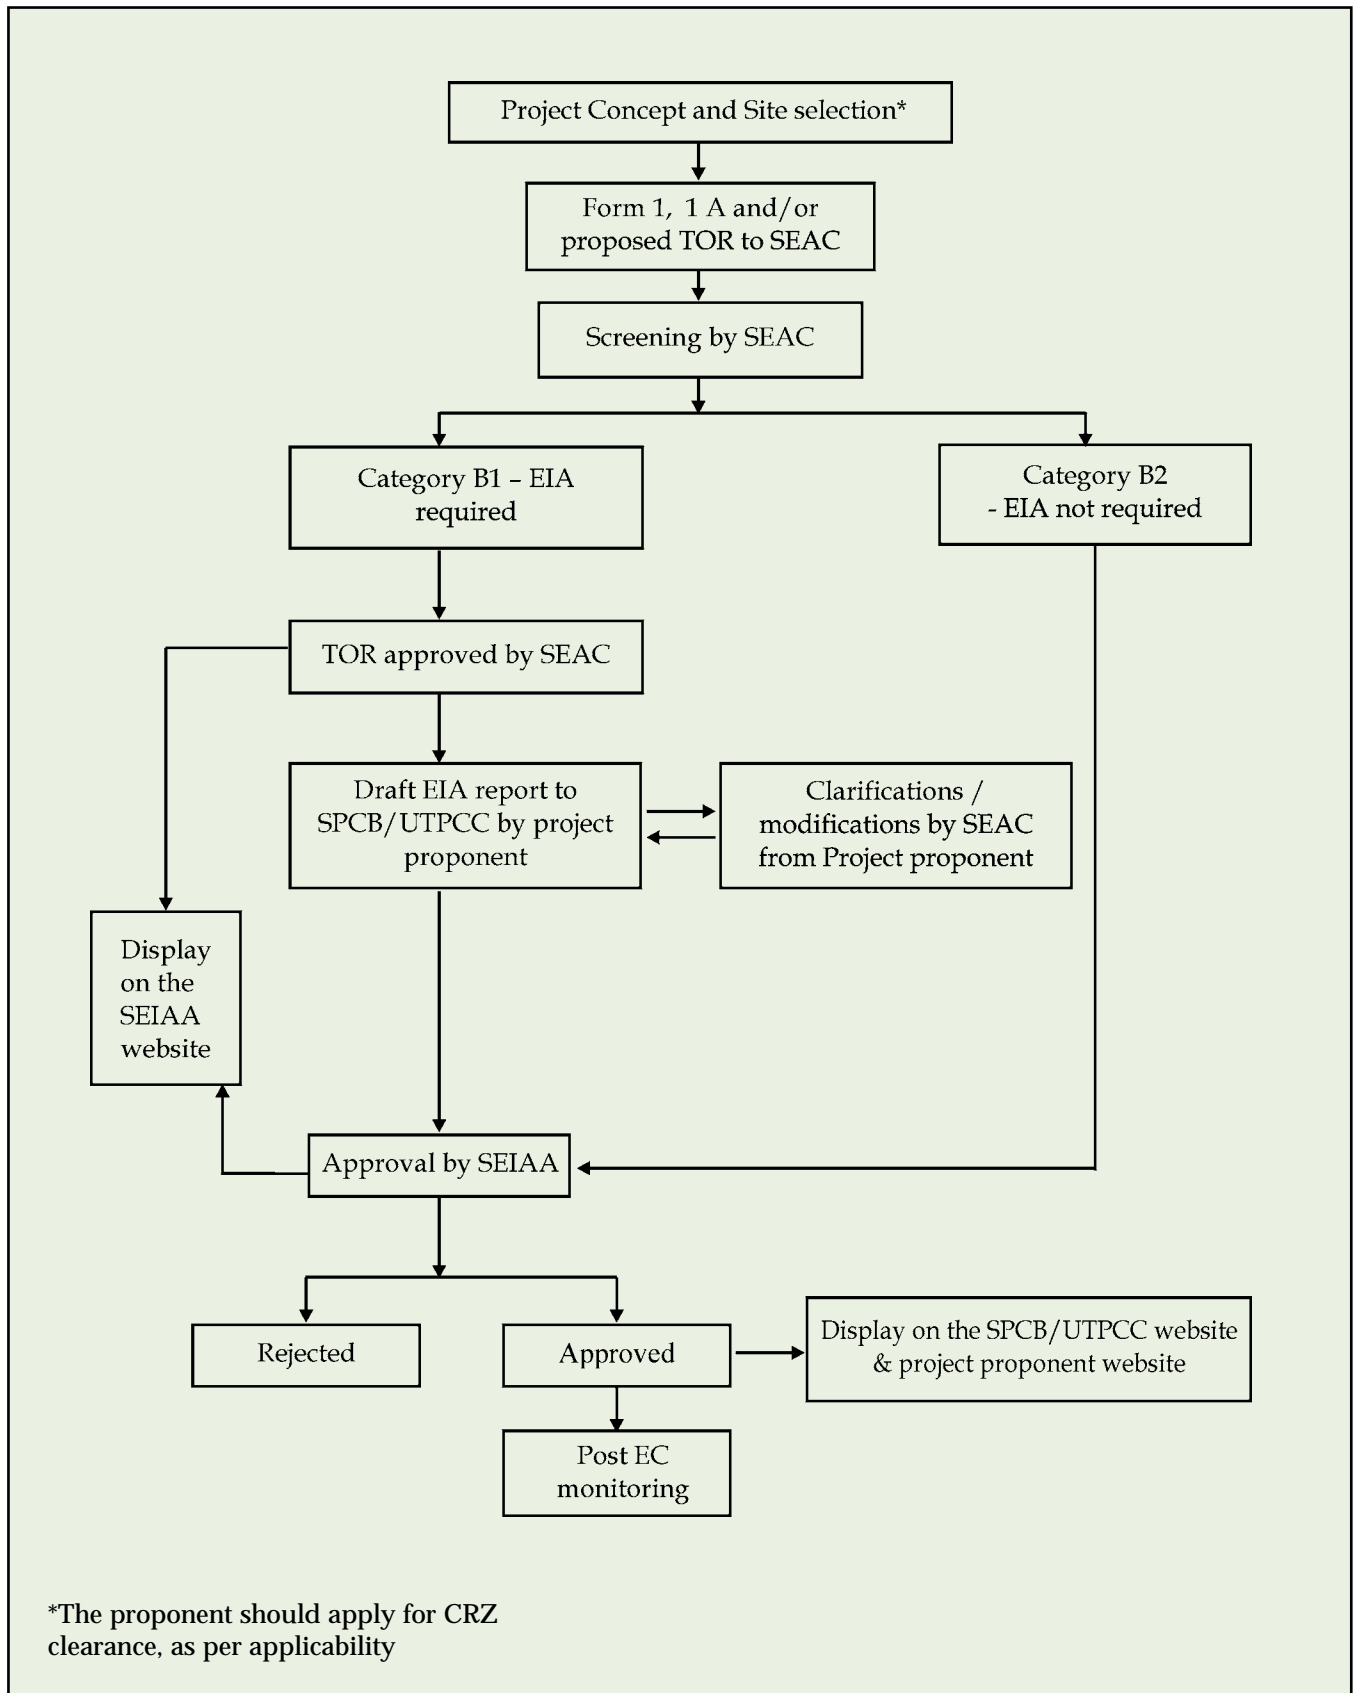 Project Concept and Site selection*
Form 1, 1 A and/or
proposed TOR to SEAC
Screening by SEAC
Category B1 – EIA
required
Category B2
- EIA not required
TOR approved by SEAC
Draft EIA report to
SPCB/UTPCC by project
proponent
Clarifications /
modifications by SEAC
from Project proponent
Display
on the
SEIAA
website
Approval by SEIAA
Rejected
Approved
Display on the SPCB/UTPCC website
& project proponent website
Post EC
monitoring
*The proponent should apply for CRZ
clearance, as per applicability